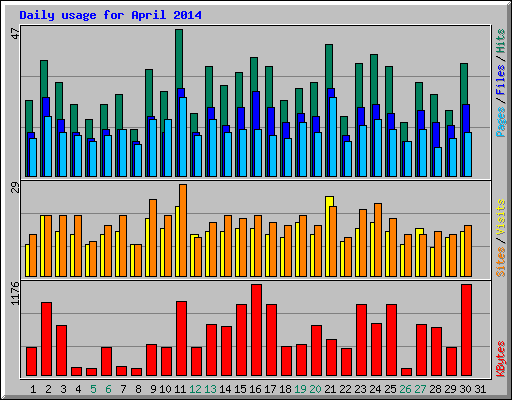 Daily usage for April 2014
47
Pages / Files / Hits
29
Sites / Visits
1176
KBytes
1 2 3 4 5 6 7 8 9 10 11 12 13 14 15 16 17 18 19 20 21 22 23 24 25 26 27 28 29 30 31